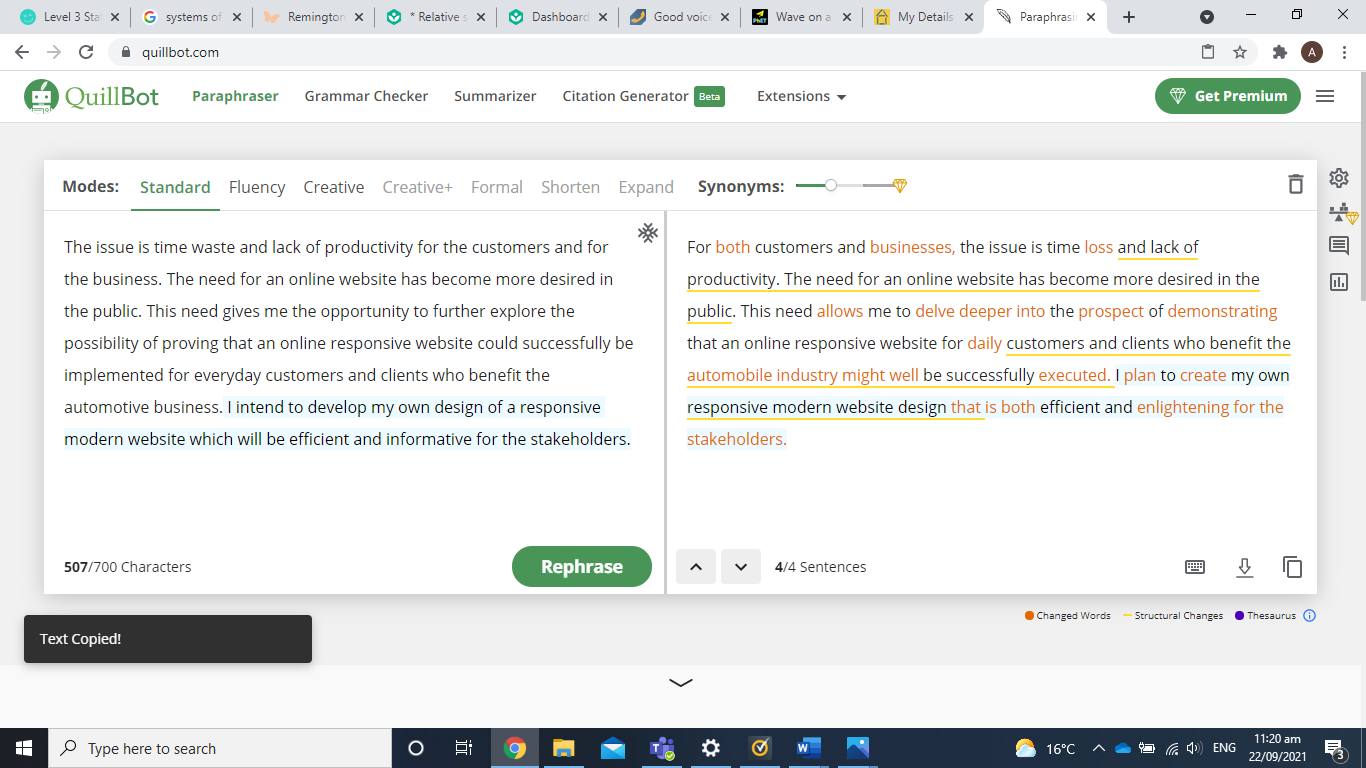 Level 3 Sta
systems of
Remington
* Relative s
Dashboard
Good voice
Wave on a
My Details
Paraphrasi
quillbot.com
A
QuillBot
Paraphraser
Grammar Checker
Summarizer
Citation Generator Beta
Extensions
Get Premium
Modes: Standard Fluency Creative Creative+ Formal Shorten Expand Synonyms:
The issue is time waste and lack of productivity for the customers and for
the business. The need for an online website has become more desired in
the public. This need gives me the opportunity to further explore the
possibility of proving that an online responsive website could successfully be
implemented for everyday customers and clients who benefit the
automotive business. I intend to develop my own design of a responsive
modern website which will be efficient and informative for the stakeholders.
507/700 Characters
Rephrase
For both customers and businesses, the issue is time loss and lack of
productivity. The need for an online website has become more desired in the
public. This need allows me to delve deeper into the prospect of demonstrating
that an online responsive website for daily customers and clients who benefit the
automobile industry might well be successfully executed. I plan to create my own
responsive modern website design that is both efficient and enlightening for the
stakeholders.
4/4 Sentences
Changed Words Structural Changes Thesaurus
Text Copied!
Type here to search
16°C
ENG
11:20 am
22/09/2021
3